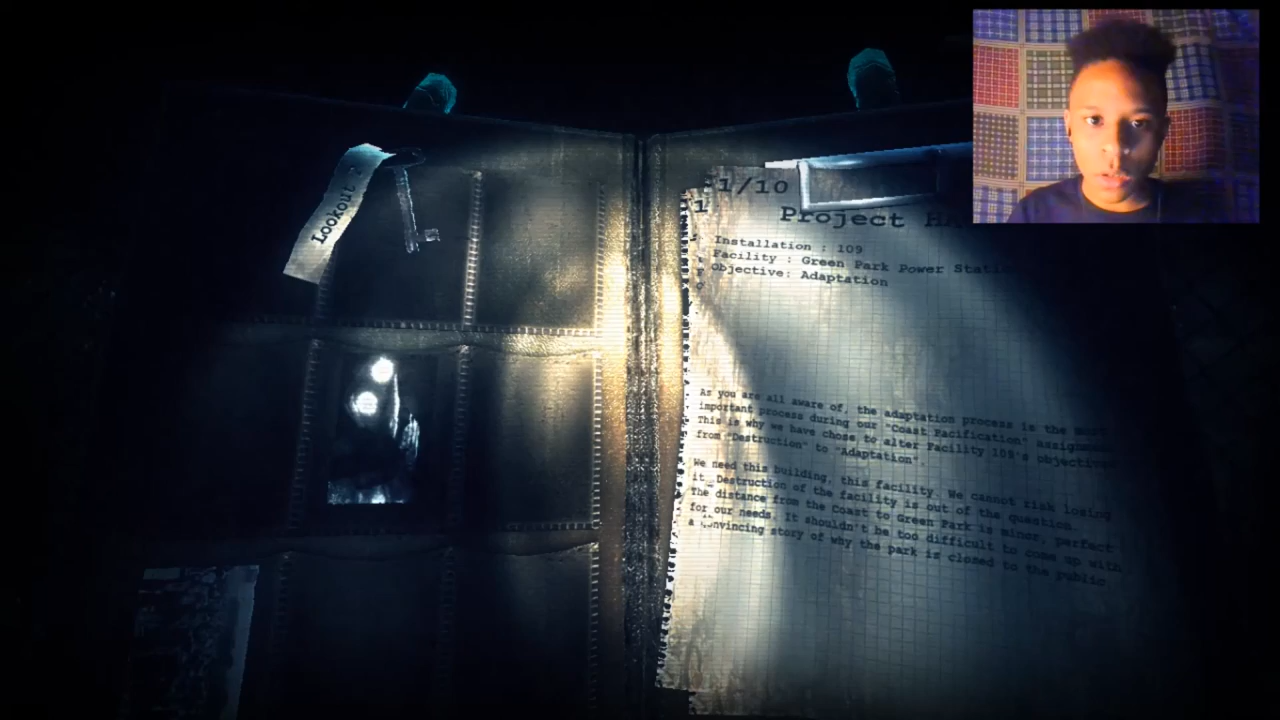 Lookout 7
1/10
1
Project
Installation : 109
Facility : Green Park Power
Objective: Adaptation
As you are all aware of, the adaptation process is the most
important process during our "Coast Pacification"
This is why we have chose to alter Facility 109's objective
from "Destruction" to "Adaptation".
We need this building, this facility. We cannot risk losing
it. Destruction of the facility is out of the question.
The distance from the Coast to Green Park is minor, perfect
for our needs. It shouldn't be too difficult to come up with
a convincing story of why the park is closed to the public